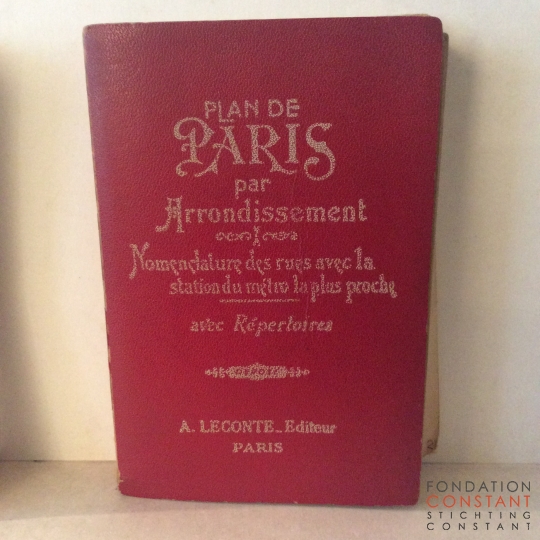 PLAN DE
PARIS
par
Arrondissement
Nomenclature des rues avec la
station du métro la plus proche
avec Répertoires
A. LECONTE_Editeur
PARIS
FONDATION
CONSTANT
STICHTING
CONSTANT